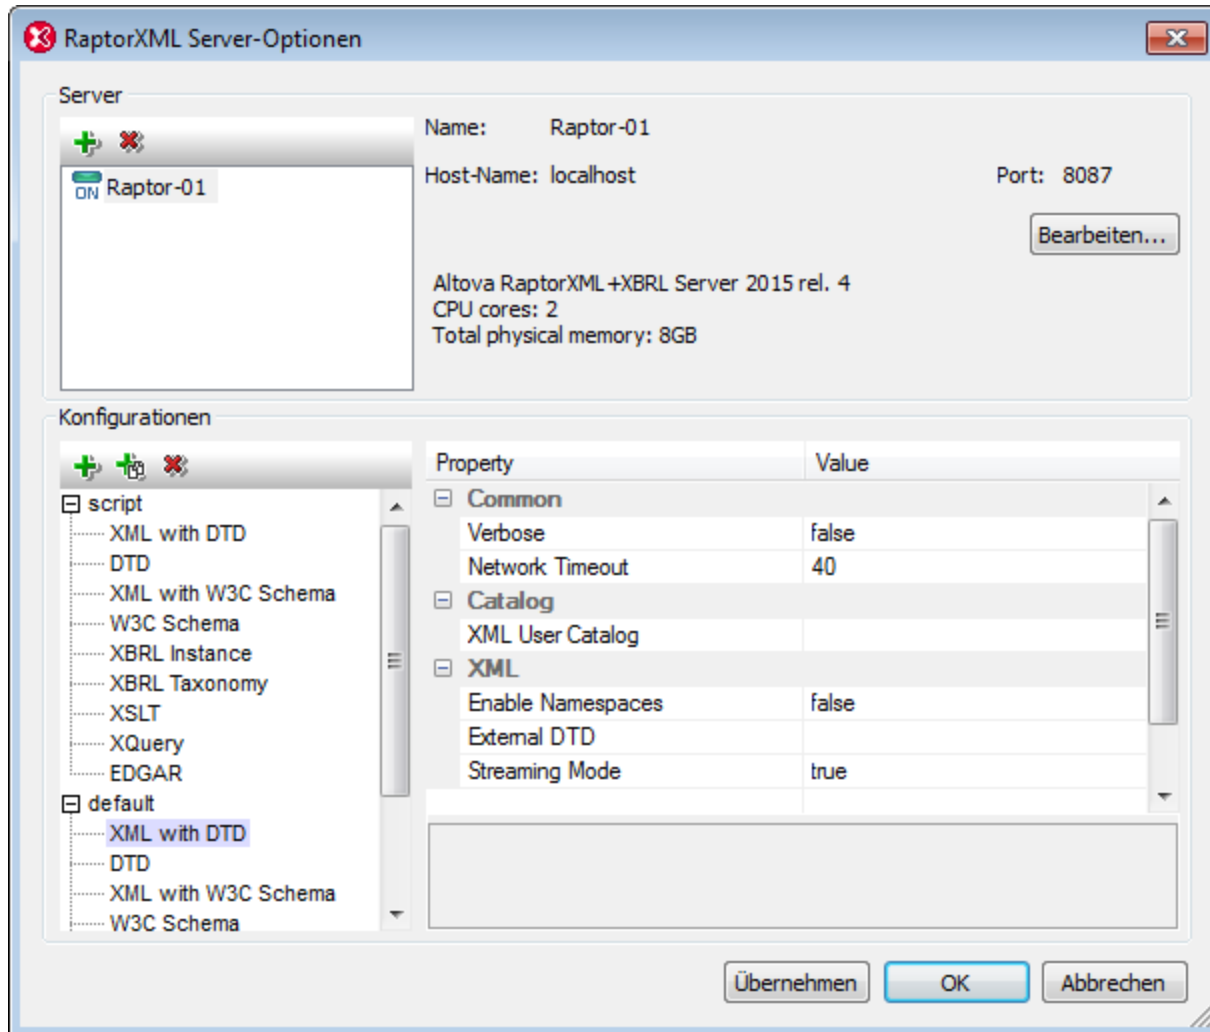 RaptorXML Server-Optionen
Server
Name: Raptor-01
ON Raptor-01
Host-Name: localhost Port: 8087
Bearbeiten...
Altova RaptorXML+XBRL Server 2015 rel. 4
CPU cores: 2
Total physical memory: 8GB
Konfigurationen
script
XML with DTD
DTD
XML with W3C Schema
W3C Schema
XBRL Instance
XBRL Taxonomy
XSLT
XQuery
EDGAR
default
XML with DTD
DTD
XML with W3C Schema
W3C Schema
Property Value
Common
Verbose false
Network Timeout 40
Catalog
XML User Catalog
XML
Enable Namespaces false
External DTD
Streaming Mode true
Übernehmen OK Abbrechen